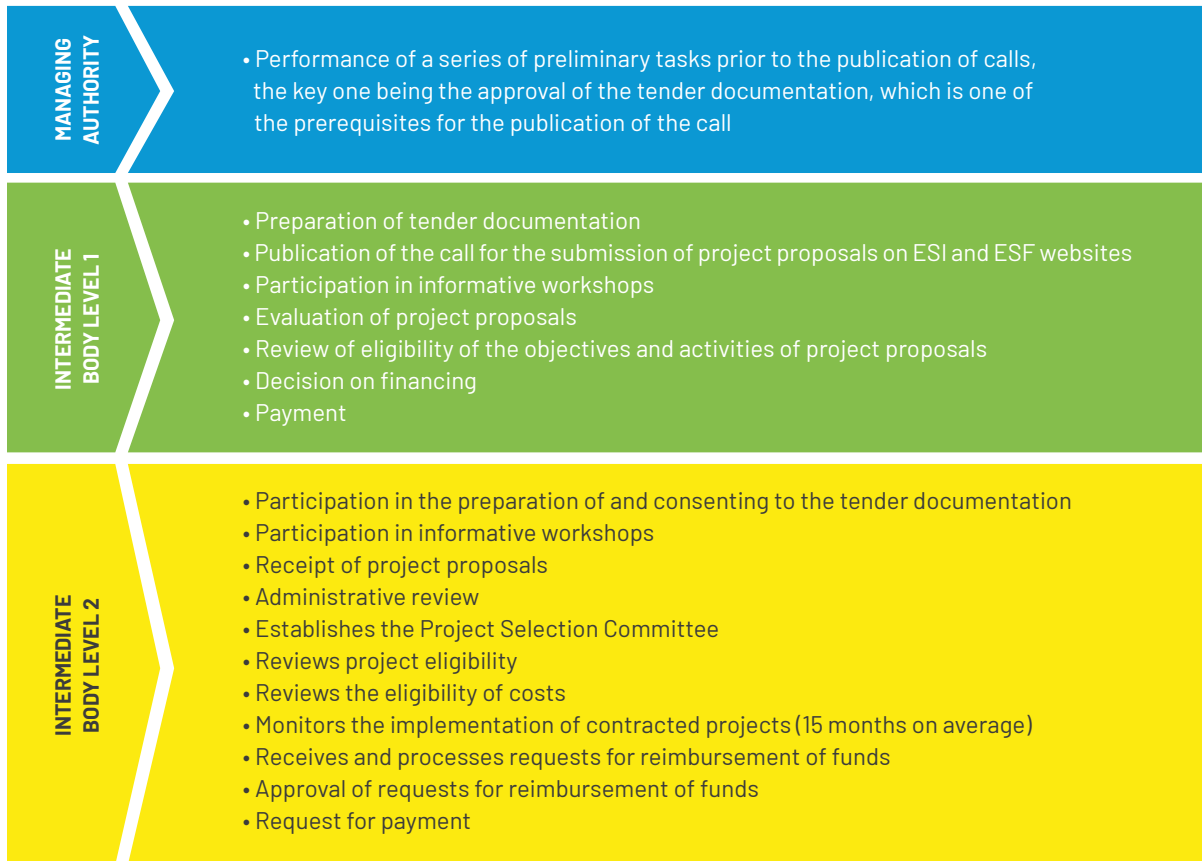 MANAGING
AUTHORITY
• Performance of a series of preliminary tasks prior to the publication of calls,
the key one being the approval of the tender documentation, which is one of
the prerequisites for the publication of the call
INTERMEDIATE
BODY LEVEL 1
• Preparation of tender documentation
• Publication of the call for the submission of project proposals on ESI and ESF websites
• Participation in informative workshops
• Evaluation of project proposals
• Review of eligibility of the objectives and activities of project proposals
• Decision on financing
• Payment
INTERMEDIATE
BODY LEVEL 2
• Participation in the preparation of and consenting to the tender documentation
• Participation in informative workshops
• Receipt of project proposals
• Administrative review
• Establishes the Project Selection Committee
• Reviews project eligibility
• Reviews the eligibility of costs
• Monitors the implementation of contracted projects (15 months on average)
• Receives and processes requests for reimbursement of funds
• Approval of requests for reimbursement of funds
• Request for payment